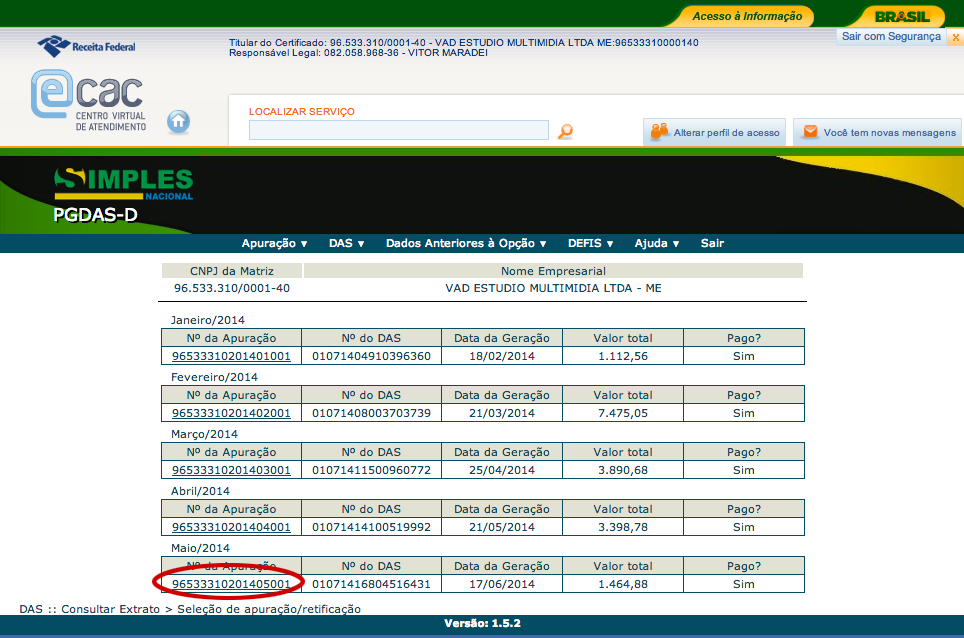 Acesso à Informação
BRASIL
Receita Federal
Titular do Certificado: 96.533.310/0001-40 - VAD ESTUDIO MULTIMIDIA LTDA ME:96533310000140
Responsável Legal: 082.058.968-36 - VITOR MARADEI
Sair com Segurança x
e cac
CENTRO VIRTUAL
DE ATENDIMENTO
LOCALIZAR SERVIÇO
Alterar perfil de acesso
Você tem novas mensagens
SIMPLES
NACIONAL
PGDAS-D
Apuração ▼ DAS ▼ Dados Anteriores à Opção ▼ DEFIS ▼ Ajuda ▼ Sair
CNPJ da Matriz Nome Empresarial
96.533.310/0001-40 VAD ESTUDIO MULTIMIDIA LTDA - ME
Janeiro/2014
Nº da Apuração Nº do DAS Data da Geração Valor total Pago?
96533310201401001 01071404910396360 18/02/2014 1.112,56 Sim
Fevereiro/2014
Nº da Apuração Nº do DAS Data da Geração Valor total Pago?
96533310201402001 01071408003703739 21/03/2014 7.475,05 Sim
Março/2014
Nº da Apuração Nº do DAS Data da Geração Valor total Pago?
96533310201403001 01071411500960772 25/04/2014 3.890,68 Sim
Abril/2014
Nº da Apuração Nº do DAS Data da Geração Valor total Pago?
96533310201404001 01071414100519992 21/05/2014 3.398,78 Sim
Maio/2014
Nº da Apuração Nº do DAS Data da Geração Valor total Pago?
96533310201405001 01071416804516431 17/06/2014 1.464,88 Sim
DAS :: Consultar Extrato > Seleção de apuração/retificação
Versão: 1.5.2